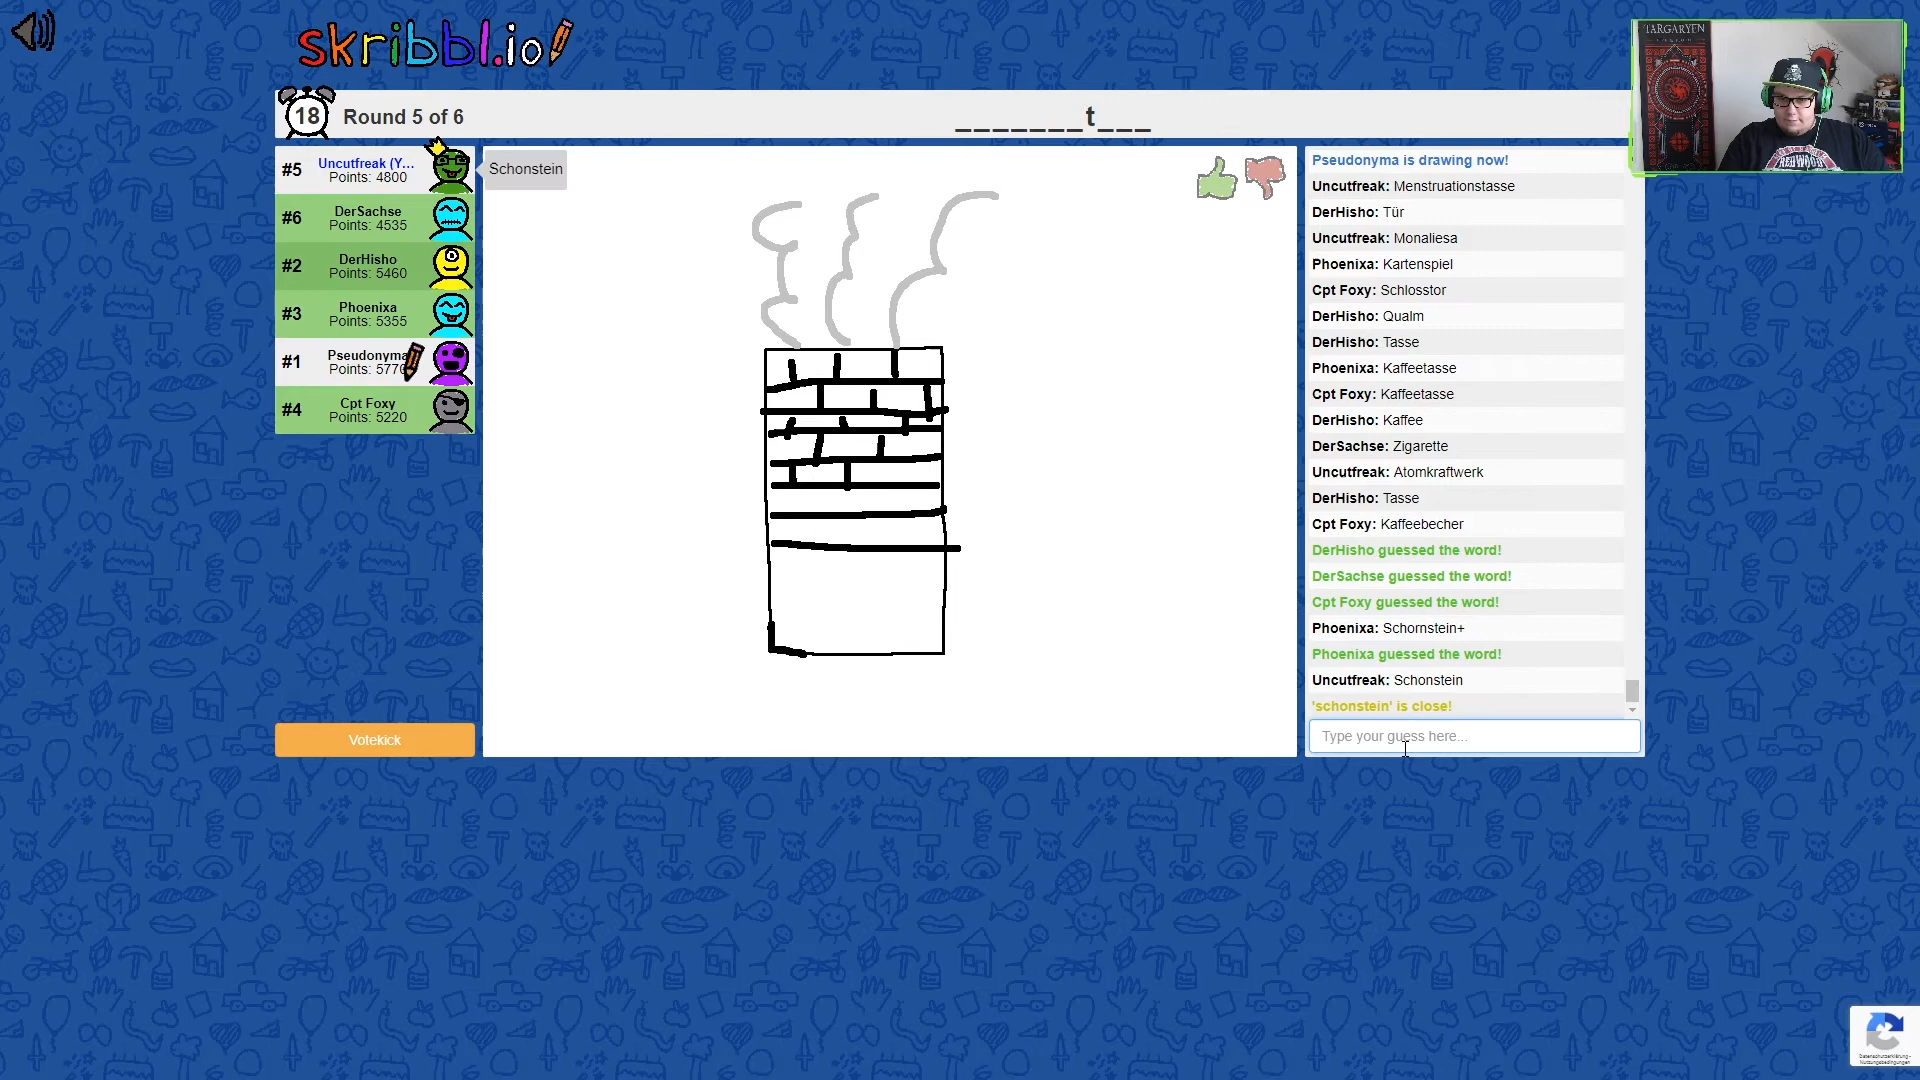 skribbl.io
18
Round 5 of 6
_______t___
TARGARYEN
#5
Uncutfreak (Y...
Points: 4800
Schonstein
#6
DerSachse
Points: 4535
#2
DerHisho
Points: 5460
#3
Phoenixa
Points: 5355
#1
Pseudonyma
Points: 5770
#4
Cpt Foxy
Points: 5220
Votekick
Pseudonyma is drawing now!
Uncutfreak: Menstruationstasse
DerHisho: Tür
Uncutfreak: Monaliesa
Phoenixa: Kartenspiel
Cpt Foxy: Schlosstor
DerHisho: Qualm
DerHisho: Tasse
Phoenixa: Kaffeetasse
Cpt Foxy: Kaffeetasse
DerHisho: Kaffee
DerSachse: Zigarette
Uncutfreak: Atomkraftwerk
DerHisho: Tasse
Cpt Foxy: Kaffeebecher
DerHisho guessed the word!
DerSachse guessed the word!
Cpt Foxy guessed the word!
Phoenixa: Schornstein+
Phoenixa guessed the word!
Uncutfreak: Schonstein
'schonstein' is close!
Type your guess here...
REDWOOD
Datenschutzerklärung -
Nutzungsbedingungen